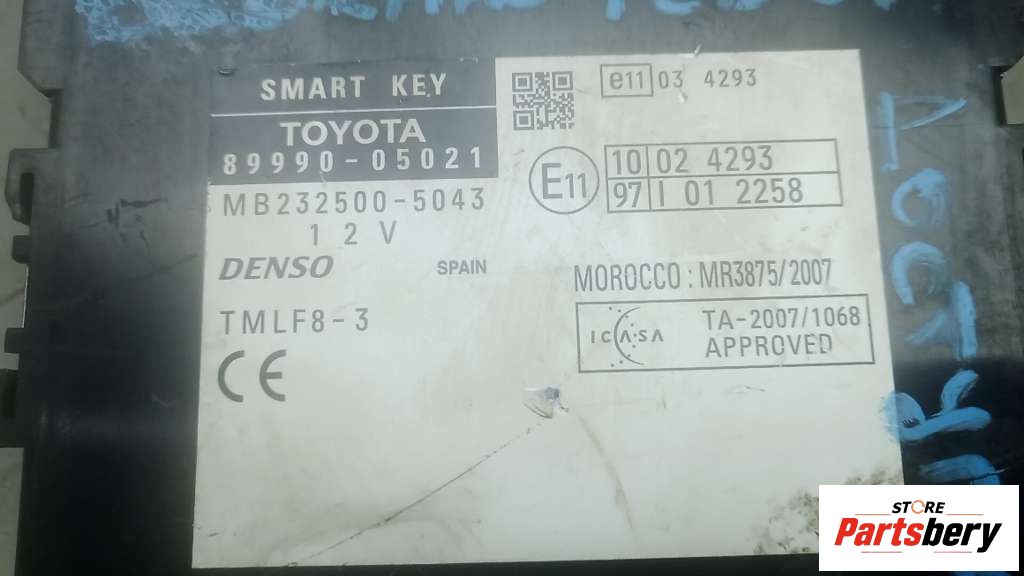 SMART KEY
TOYOTA
89990-05021
MB232500-5043
12V
DENSO SPAIN
TMLF8-3
CE
e11 03 4293
E11
10 02 4293
97 I 01 2258
MOROCCO : MR3875/2007
ICASA TA-2007/1068
APPROVED
STORE
Partsbery